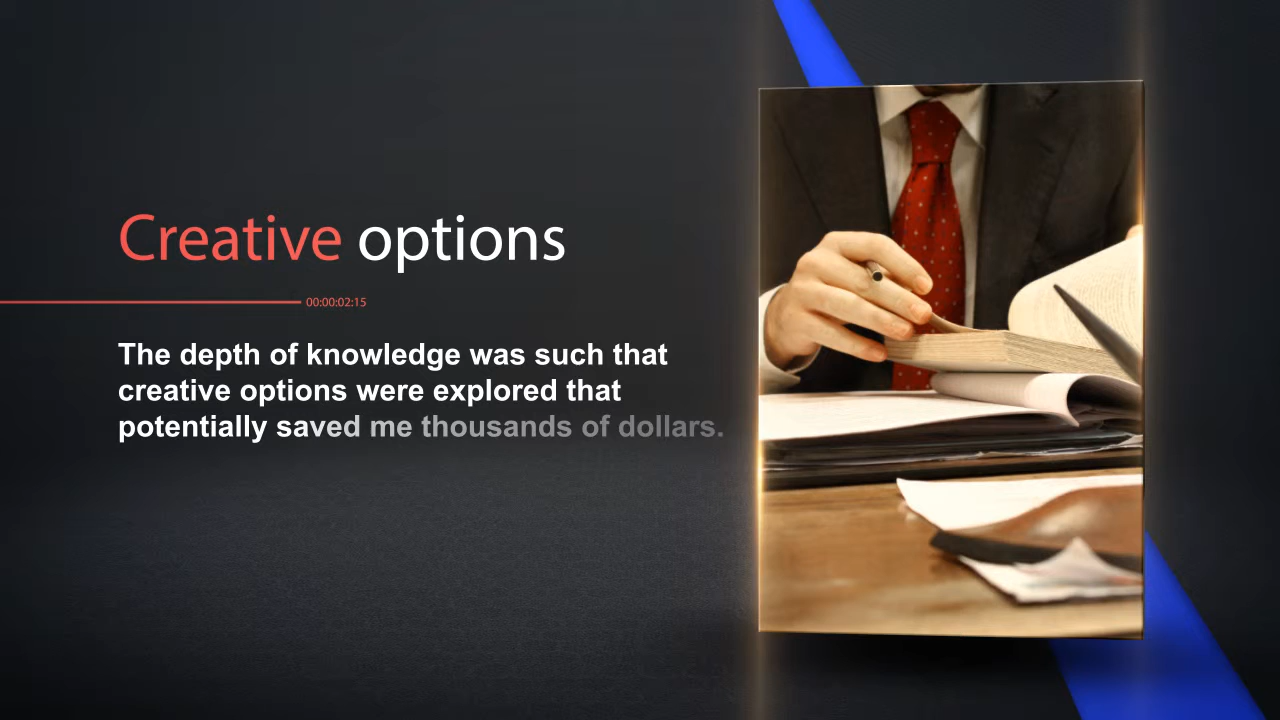 Creative options
00:00:02:15
The depth of knowledge was such that
creative options were explored that
potentially saved me thousands of dollars.